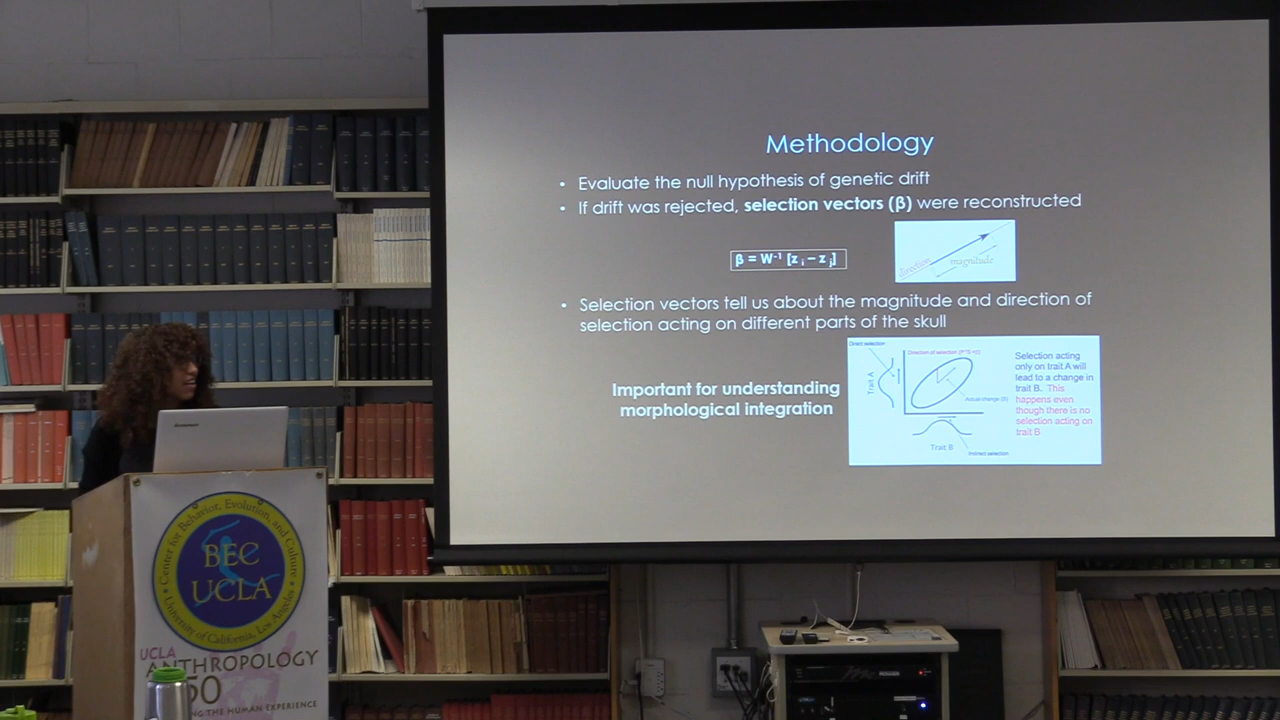 Methodology
• Evaluate the null hypothesis of genetic drift
• If drift was rejected, selection vectors (β) were reconstructed
β = W⁻¹ [z i – z j]
direction
magnitude
• Selection vectors tell us about the magnitude and direction of
selection acting on different parts of the skull
Important for understanding
morphological integration
Direct selection
Trait A
Actual change
Trait B
Indirect selection
Selection acting
only on trait A will
lead to a change in
trait B. This
happens even
though there is no
selection acting on
trait B
Center for Behavior, Evolution, and Culture
BEC
UCLA
University of California, Los Angeles
UCLA
ANTHROPOLOGY
50
NG THE HUMAN EXPERIENCE